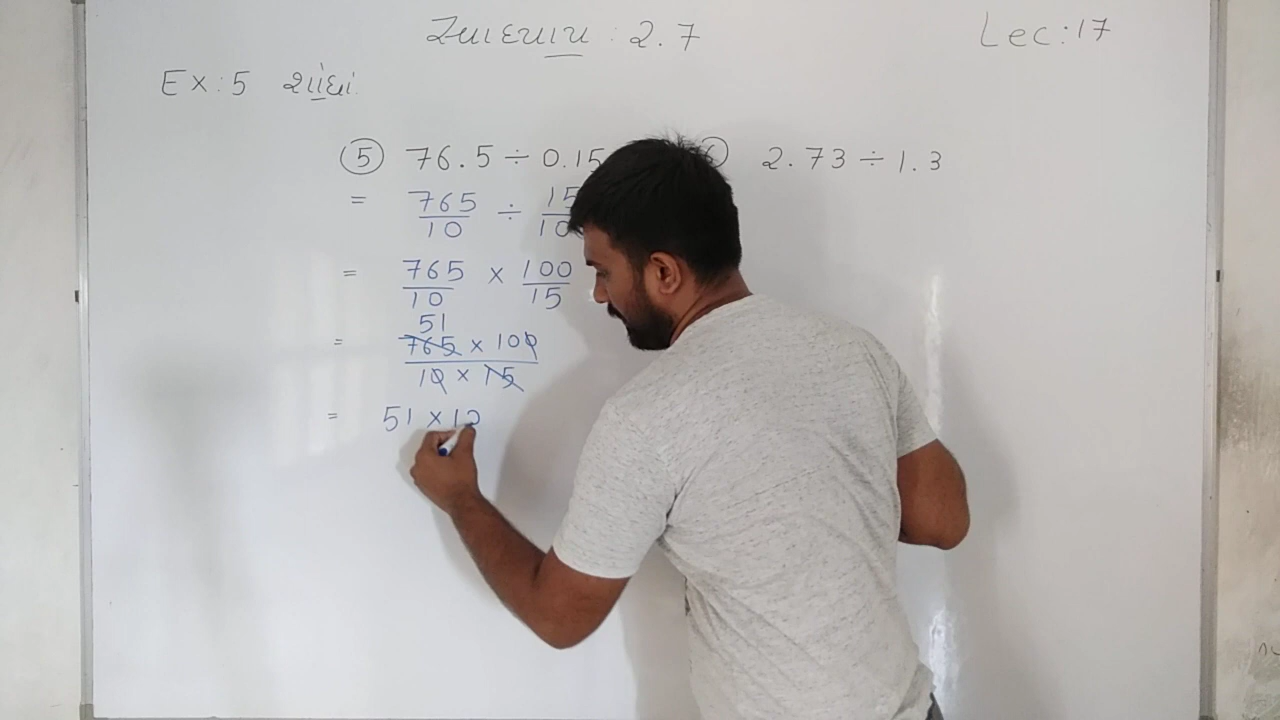 સ્વાધ્યાય : 2.7
Lec:17
Ex:5 શોધો.
⑤ 76.5 ÷ 0.15
= 765/10 ÷ 15/10
= 765/10 × 100/15
51
= 765 × 100 / 10 × 15
= 51 × 10
⑥ 2.73 ÷ 1.3